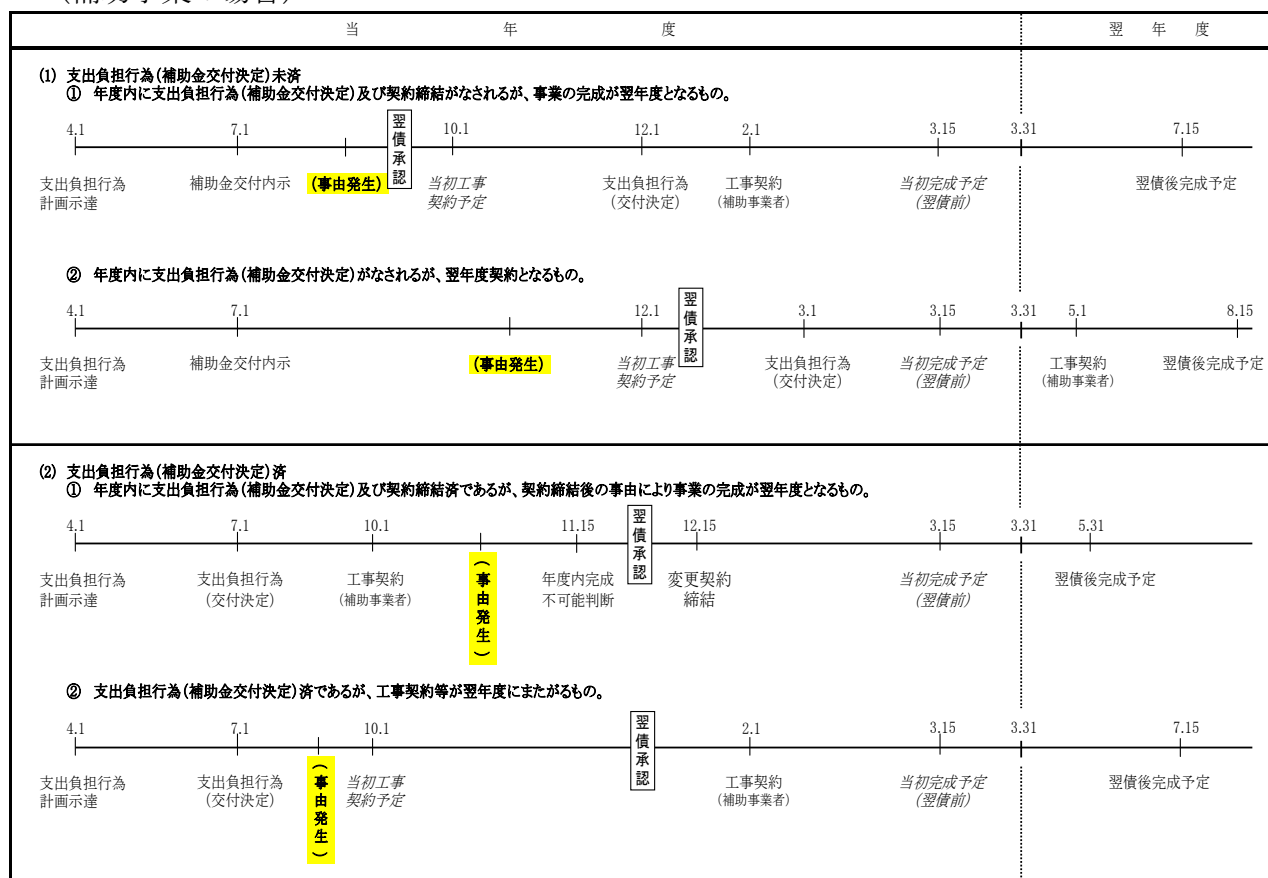 (補助事業の場合)
当　年　度　翌　年　度
(1) 支出負担行為(補助金交付決定)未済
① 年度内に支出負担行為(補助金交付決定)及び契約締結がなされるが、事業の完成が翌年度となるもの。
翌債承認
4.1 7.1 10.1 12.1 2.1 3.15 3.31 7.15
支出負担行為 補助金交付内示 (事由発生) 当初工事 支出負担行為 工事契約 当初完成予定 翌債後完成予定
計画示達 契約予定 (交付決定) (補助事業者) (翌債前)
② 年度内に支出負担行為(補助金交付決定)がなされるが、翌年度契約となるもの。
翌債承認
4.1 7.1 12.1 3.1 3.15 3.31 5.1 8.15
支出負担行為 補助金交付内示 (事由発生) 当初工事 支出負担行為 当初完成予定 工事契約 翌債後完成予定
計画示達 契約予定 (交付決定) (翌債前) (補助事業者)
(2) 支出負担行為(補助金交付決定)済
① 年度内に支出負担行為(補助金交付決定)及び契約締結済であるが、契約締結後の事由により事業の完成が翌年度となるもの。
翌債承認
4.1 7.1 10.1 11.15 12.15 3.15 3.31 5.31
支出負担行為 支出負担行為 工事契約 (事由発生) 年度内完成 変更契約 当初完成予定 翌債後完成予定
計画示達 (交付決定) (補助事業者) 不可能判断 締結 (翌債前)
② 支出負担行為(補助金交付決定)済であるが、工事契約等が翌年度にまたがるもの。
翌債承認
4.1 7.1 10.1 2.1 3.15 3.31 7.15
支出負担行為 支出負担行為 (事由発生) 当初工事 工事契約 当初完成予定 翌債後完成予定
計画示達 (交付決定) 契約予定 (補助事業者) (翌債前)